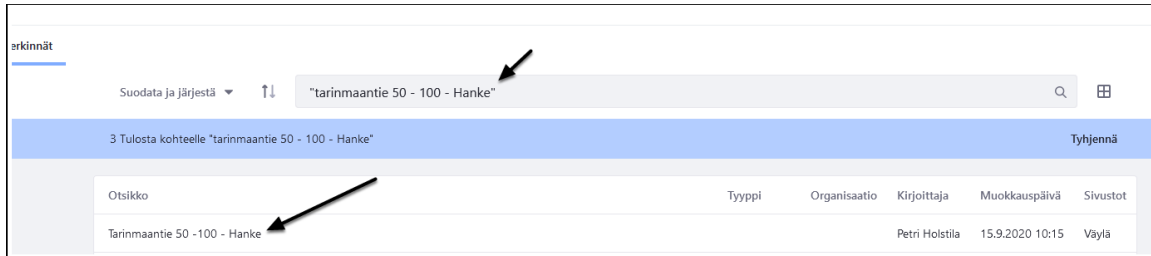 erkinnät
Suodata ja järjestä "tarinmaantie 50 - 100 - Hanke"
3 Tulosta kohteelle "tarinmaantie 50 - 100 - Hanke" Tyhjennä
Otsikko Tyyppi Organisaatio Kirjoittaja Muokkauspäivä Sivustot
Tarinmaantie 50 -100 - Hanke Petri Holstila 15.9.2020 10:15 Väylä